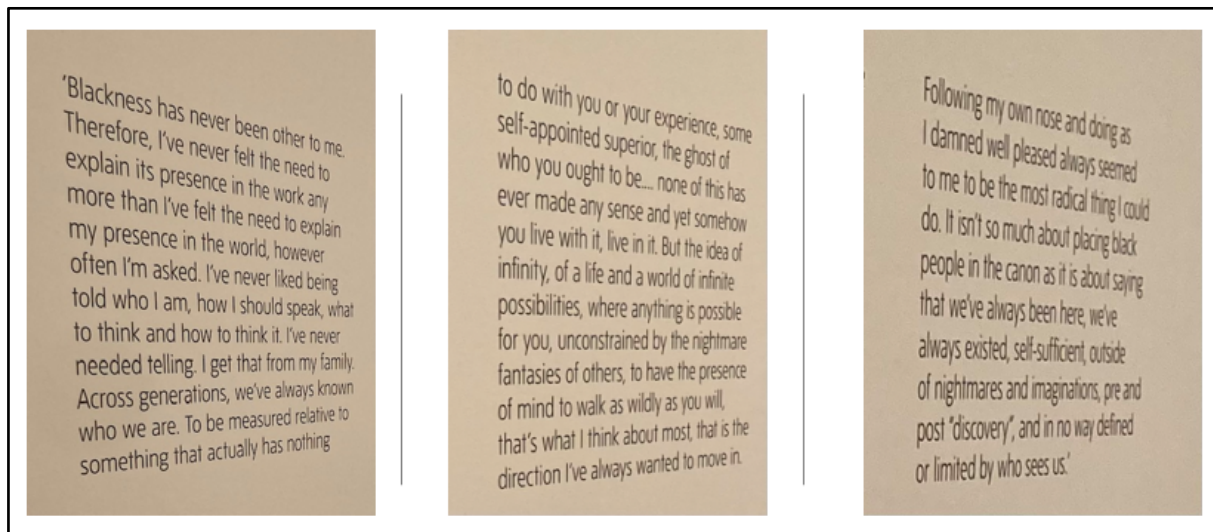 'Blackness has never been other to me.
Therefore, I've never felt the need to
explain its presence in the work any
more than I've felt the need to explain
my presence in the world, however
often I'm asked. I've never liked being
told who I am, how I should speak, what
to think and how to think it. I've never
needed telling. I get that from my family.
Across generations, we've always known
who we are. To be measured relative to
something that actually has nothing
to do with you or your experience, some
self-appointed superior, the ghost of
who you ought to be.... none of this has
ever made any sense and yet somehow
you live with it, live in it. But the idea of
infinity, of a life and a world of infinite
possibilities, where anything is possible
for you, unconstrained by the nightmare
fantasies of others, to have the presence
of mind to walk as wildly as you will,
that's what I think about most, that is the
direction I've always wanted to move in.
Following my own nose and doing as
I damned well pleased always seemed
to me to be the most radical thing I could
do. It isn't so much about placing black
people in the canon as it is about saying
that we've always been here, we've
always existed, self-sufficient, outside
of nightmares and imaginations, pre and
post "discovery", and in no way defined
or limited by who sees us.'